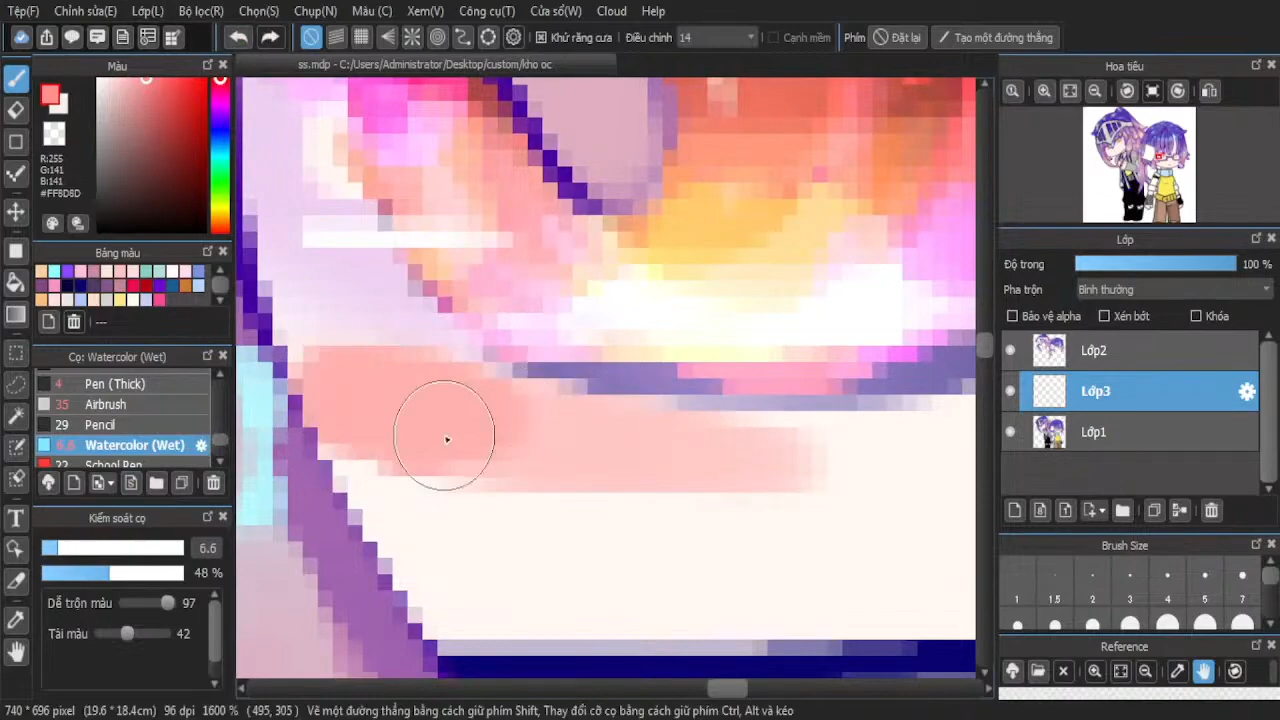 Tệp(F) Chỉnh sửa(E) Lớp(L) Bộ lọc(R) Chọn(S) Chụp(N) Màu (C) Xem(V) Công cụ(T) Cửa sổ(W) Cloud Help
Khử răng cưa Điều chỉnh 14 Cạnh mềm Phím Đặt lại Tạo một đường thẳng
Màu
ss.mdp - C:/Users/Administrator/Desktop/custom/kho oc
Hoa tiêu
R:255
G:141
B:141
#FF8D8D
Bảng màu
---
Cọ: Watercolor (Wet)
4 Pen (Thick)
35 Airbrush
29 Pencil
6.6 Watercolor (Wet)
22 School Pen
Kiểm soát cọ
6.6
48 %
Dễ trộn màu 97
Tải màu 42
Lớp
Độ trong 100 %
Pha trộn Bình thường
Bảo vệ alpha Xén bớt Khóa
Lớp2
Lớp3
Lớp1
Brush Size
1 1.5 2 3 4 5 7
Reference
740 * 696 pixel (19.6 * 18.4cm) 96 dpi 1600 % ( 495, 305 ) Vẽ một đường thẳng bằng cách giữ phím Shift, Thay đổi cỡ cọ bằng cách giữ phím Ctrl, Alt và kéo